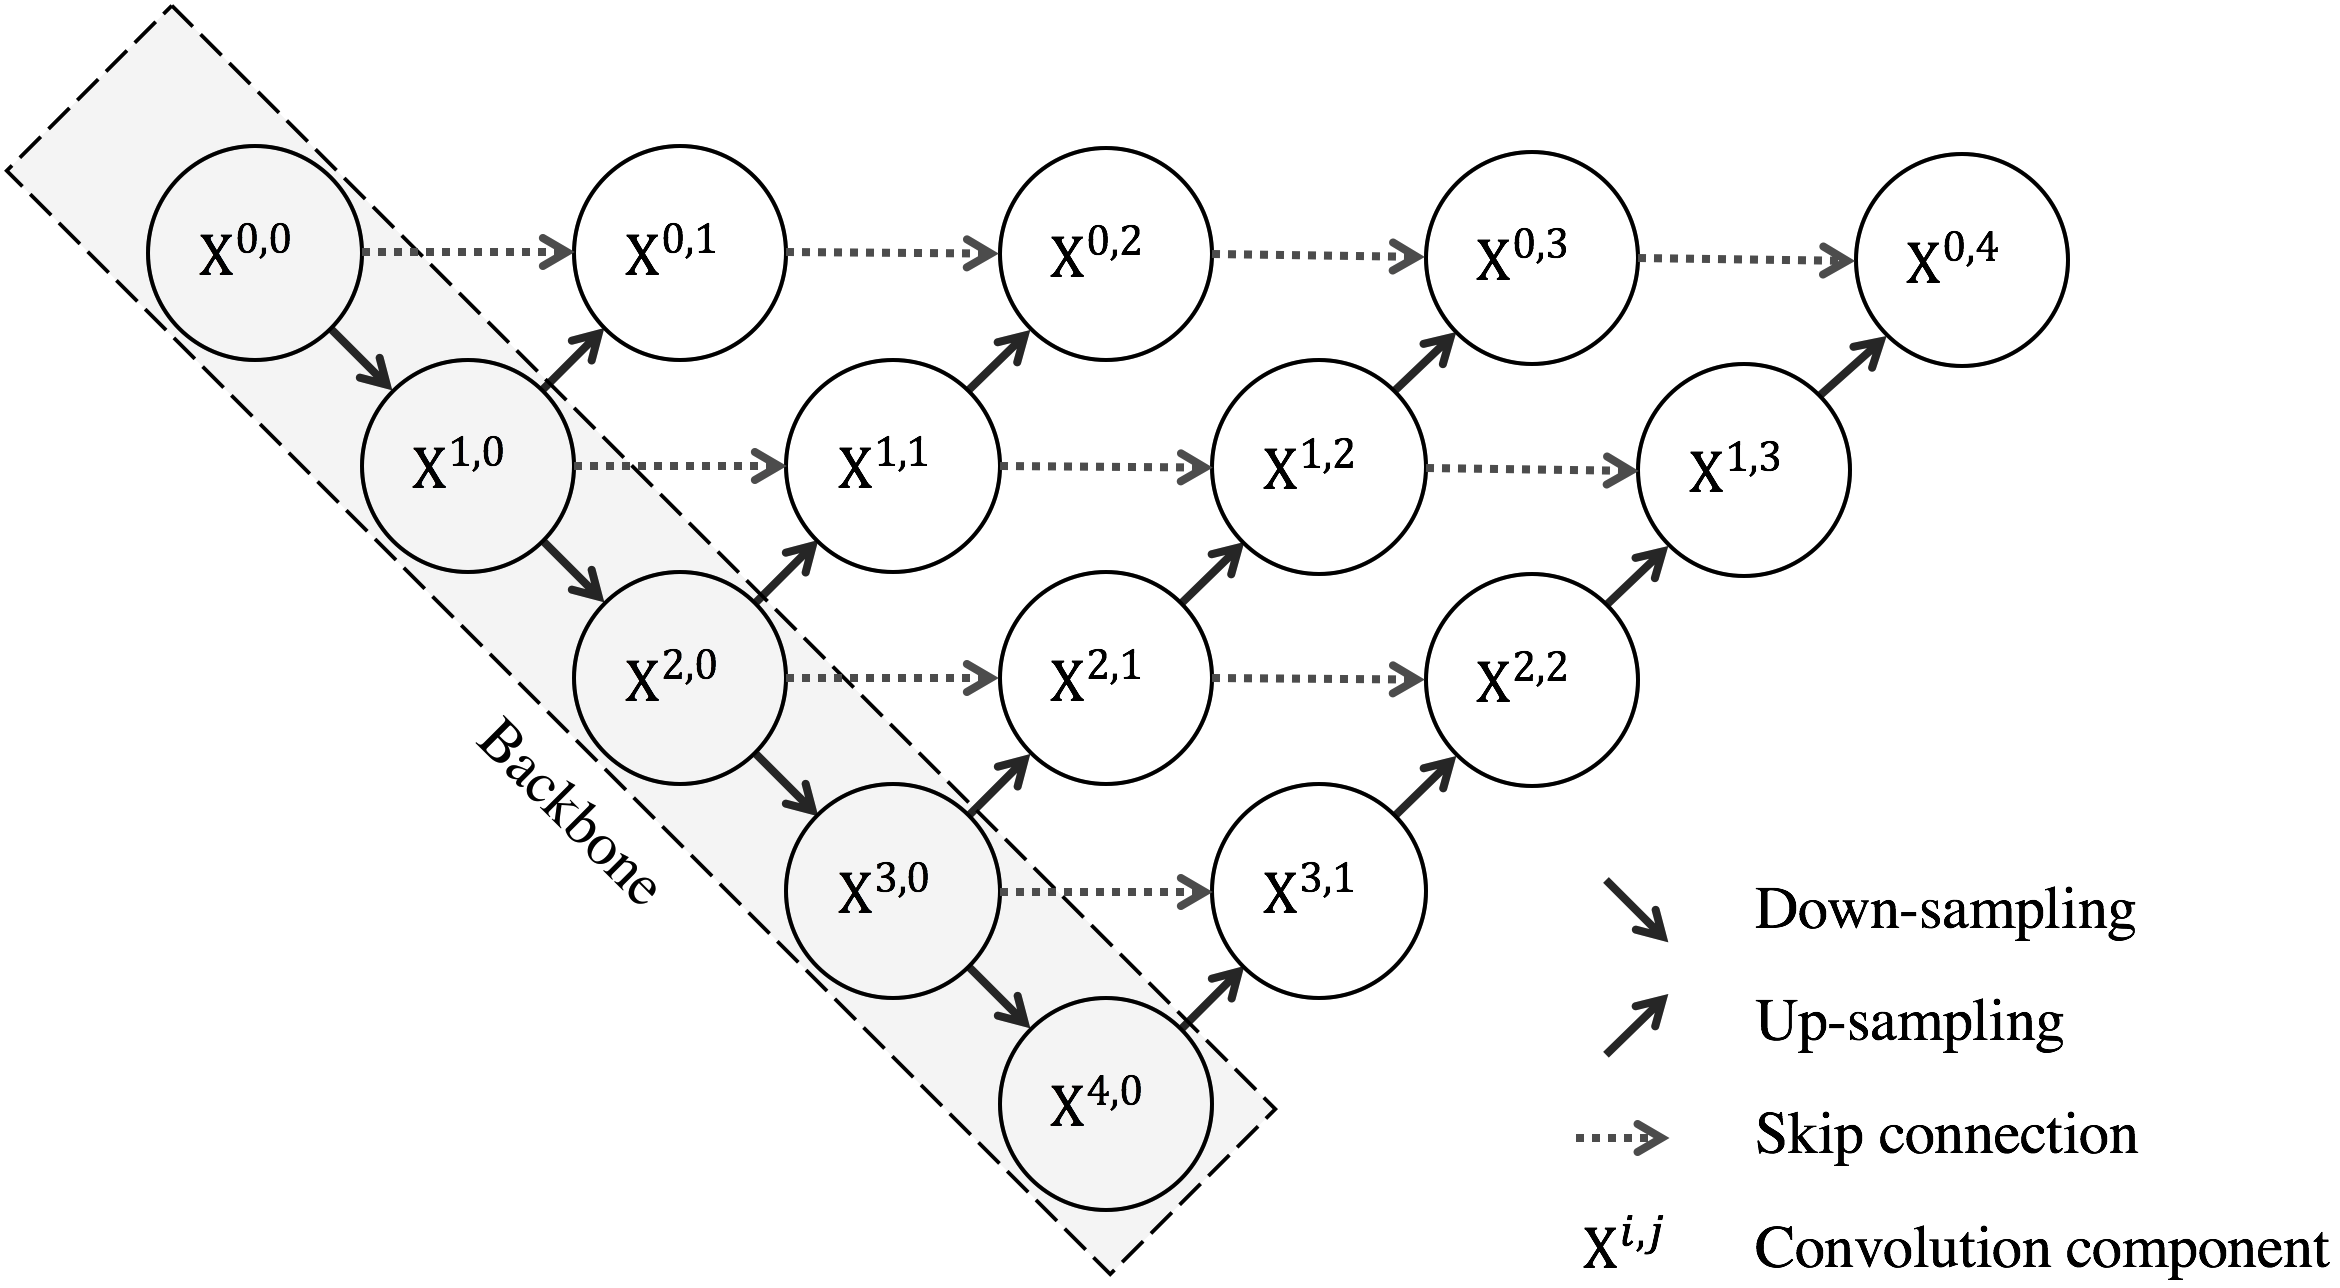 X^{0,0} X^{0,1} X^{0,2} X^{0,3} X^{0,4}
X^{1,0} X^{1,1} X^{1,2} X^{1,3}
X^{2,0} X^{2,1} X^{2,2}
X^{3,0} X^{3,1}
X^{4,0}
Backbone
Down-sampling
Up-sampling
Skip connection
X^{i,j} Convolution component